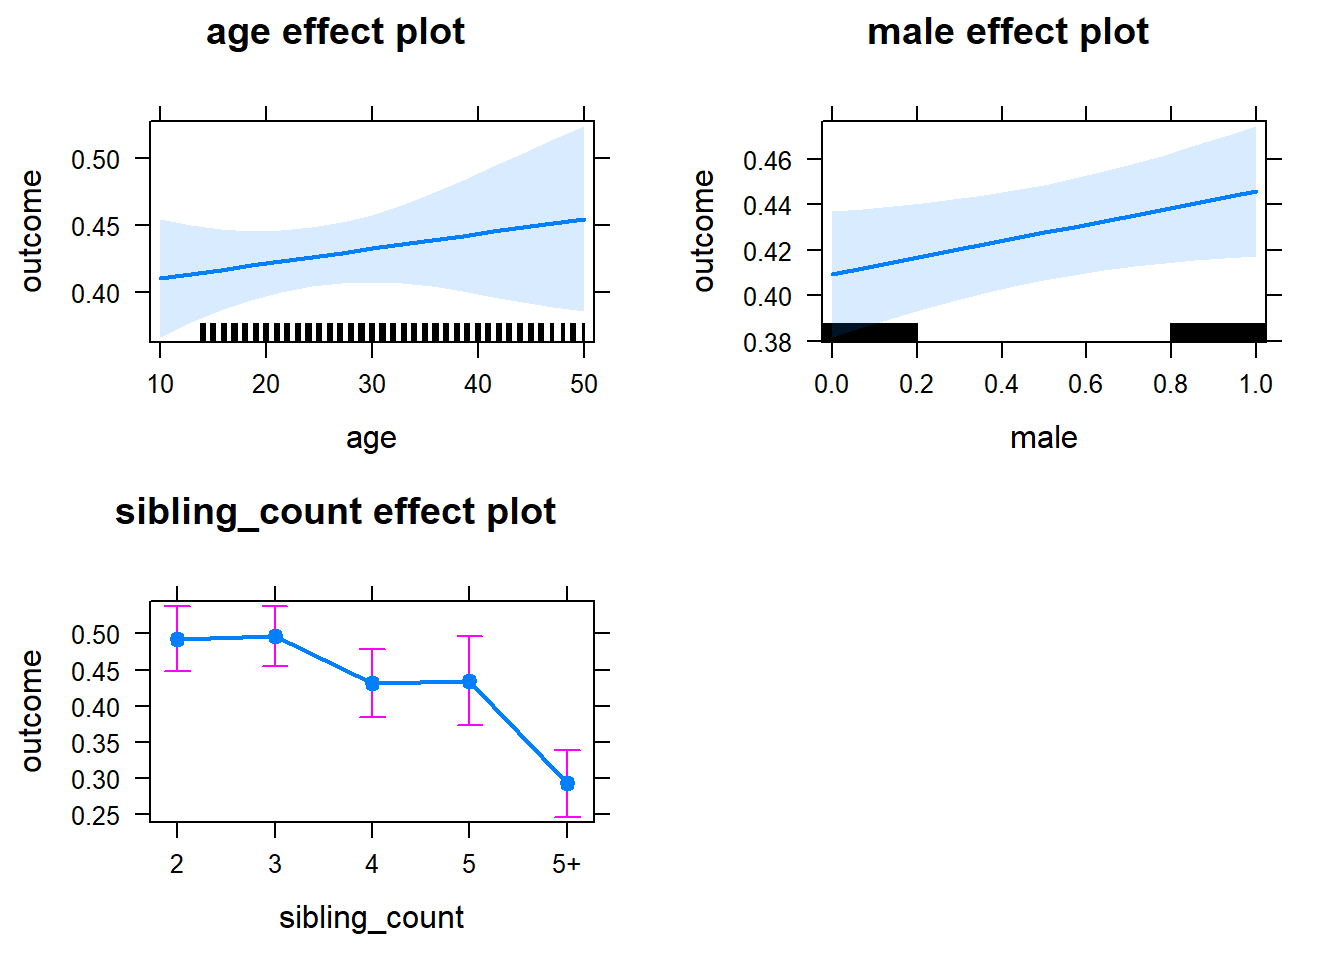 age effect plot
outcome
0.50
0.45
0.40
10 20 30 40 50
age
male effect plot
outcome
0.46
0.44
0.42
0.40
0.38
0.0 0.2 0.4 0.6 0.8 1.0
male
sibling_count effect plot
outcome
0.50
0.45
0.40
0.35
0.30
0.25
2 3 4 5 5+
sibling_count